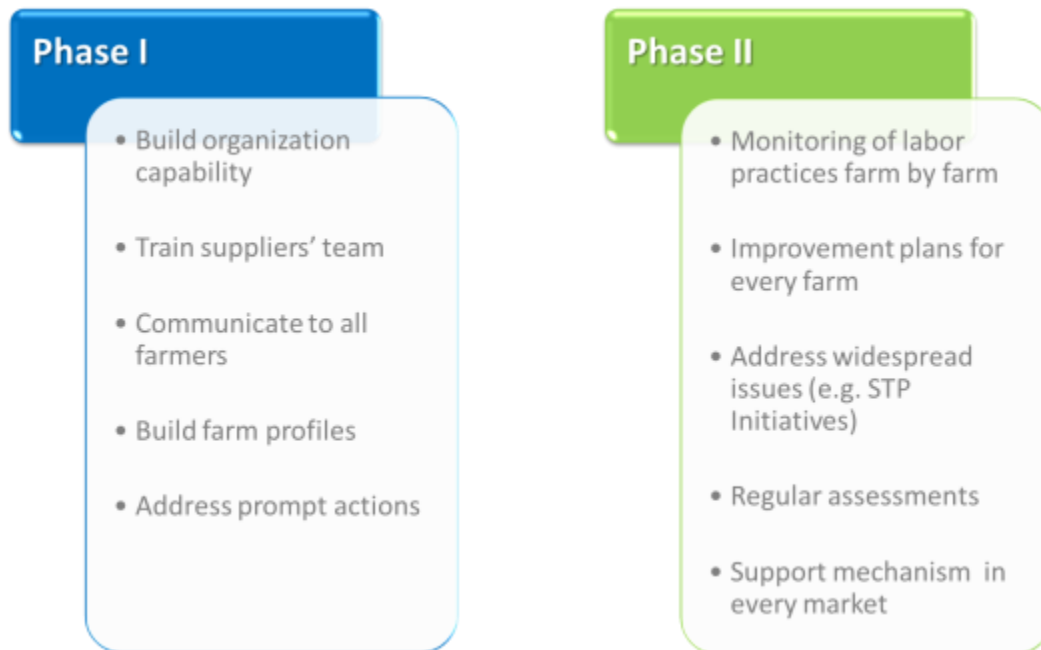 Phase I
• Build organization
capability
• Train suppliers’ team
• Communicate to all
farmers
• Build farm profiles
• Address prompt actions
Phase II
• Monitoring of labor
practices farm by farm
• Improvement plans for
every farm
• Address widespread
issues (e.g. STP
Initiatives)
• Regular assessments
• Support mechanism in
every market